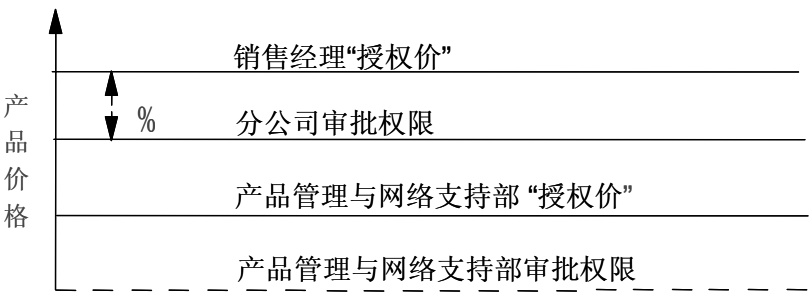 销售经理“授权价”
%
分公司审批权限
产品管理与网络支持部 “授权价”
产品管理与网络支持部审批权限
产品价格